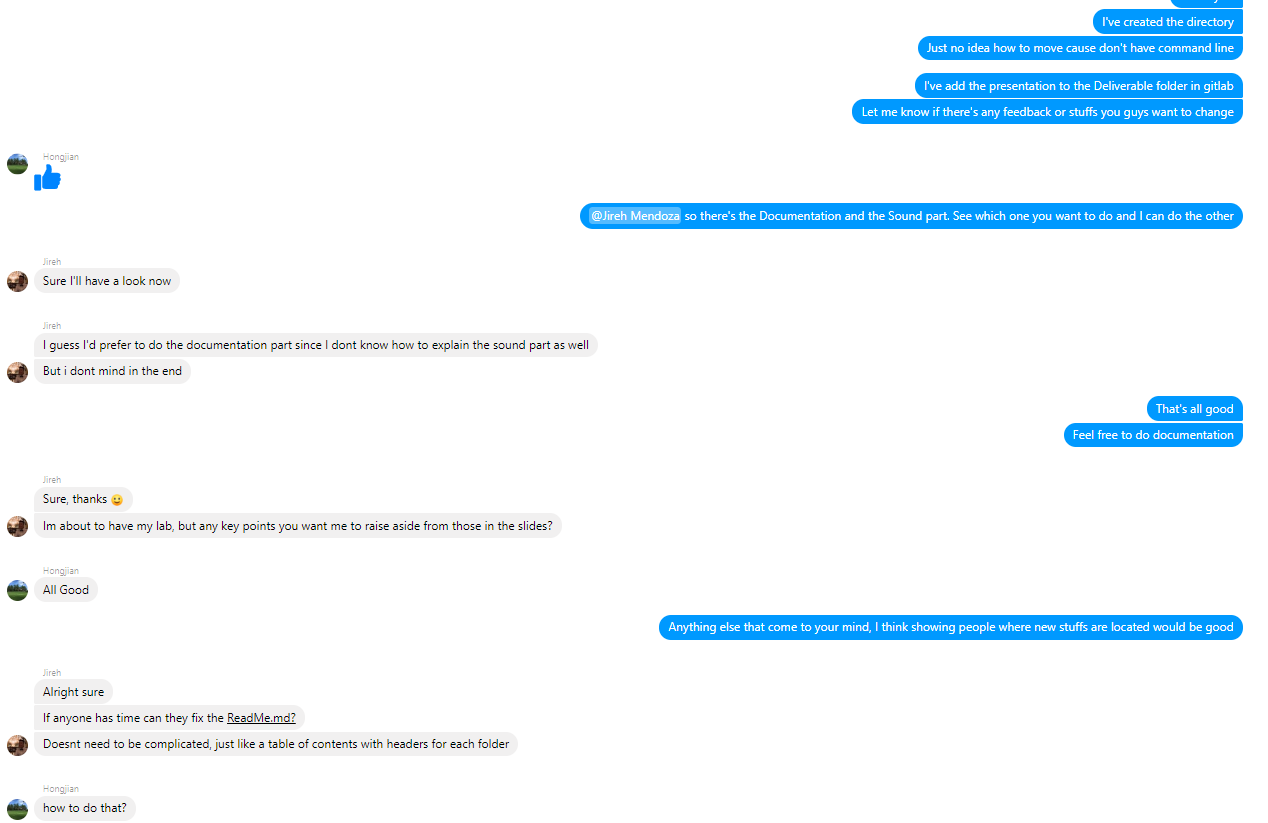 I've created the directory
Just no idea how to move cause don't have command line
I've add the presentation to the Deliverable folder in gitlab
Let me know if there's any feedback or stuffs you guys want to change
Hongjian
@Jireh Mendoza so there's the Documentation and the Sound part. See which one you want to do and I can do the other
Jireh
Sure I'll have a look now
Jireh
I guess I'd prefer to do the documentation part since I dont know how to explain the sound part as well
But i dont mind in the end
That's all good
Feel free to do documentation
Jireh
Sure, thanks 😃
Im about to have my lab, but any key points you want me to raise aside from those in the slides?
Hongjian
All Good
Anything else that come to your mind, I think showing people where new stuffs are located would be good
Jireh
Alright sure
If anyone has time can they fix the ReadMe.md?
Doesnt need to be complicated, just like a table of contents with headers for each folder
Hongjian
how to do that?